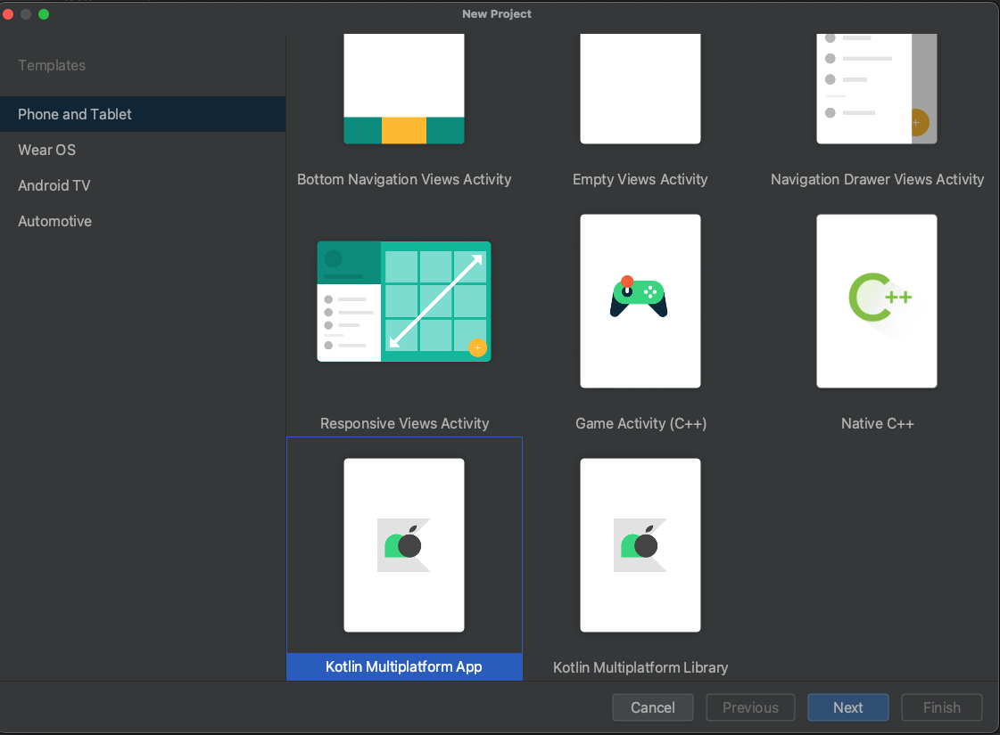 New Project
Templates
Phone and Tablet
Wear OS
Android TV
Automotive
Bottom Navigation Views Activity
Empty Views Activity
Navigation Drawer Views Activity
Responsive Views Activity
Game Activity (C++)
C++
Native C++
Kotlin Multiplatform App
Kotlin Multiplatform Library
Cancel
Previous
Next
Finish